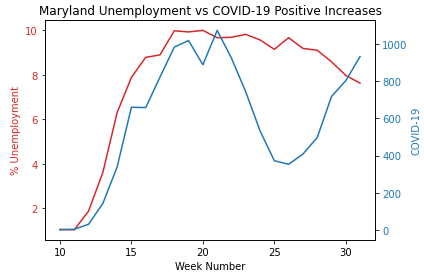 Maryland Unemployment vs COVID-19 Positive Increases
10
8
6
4
2
% Unemployment
1000
800
600
400
200
0
COVID-19
10 15 20 25 30
Week Number